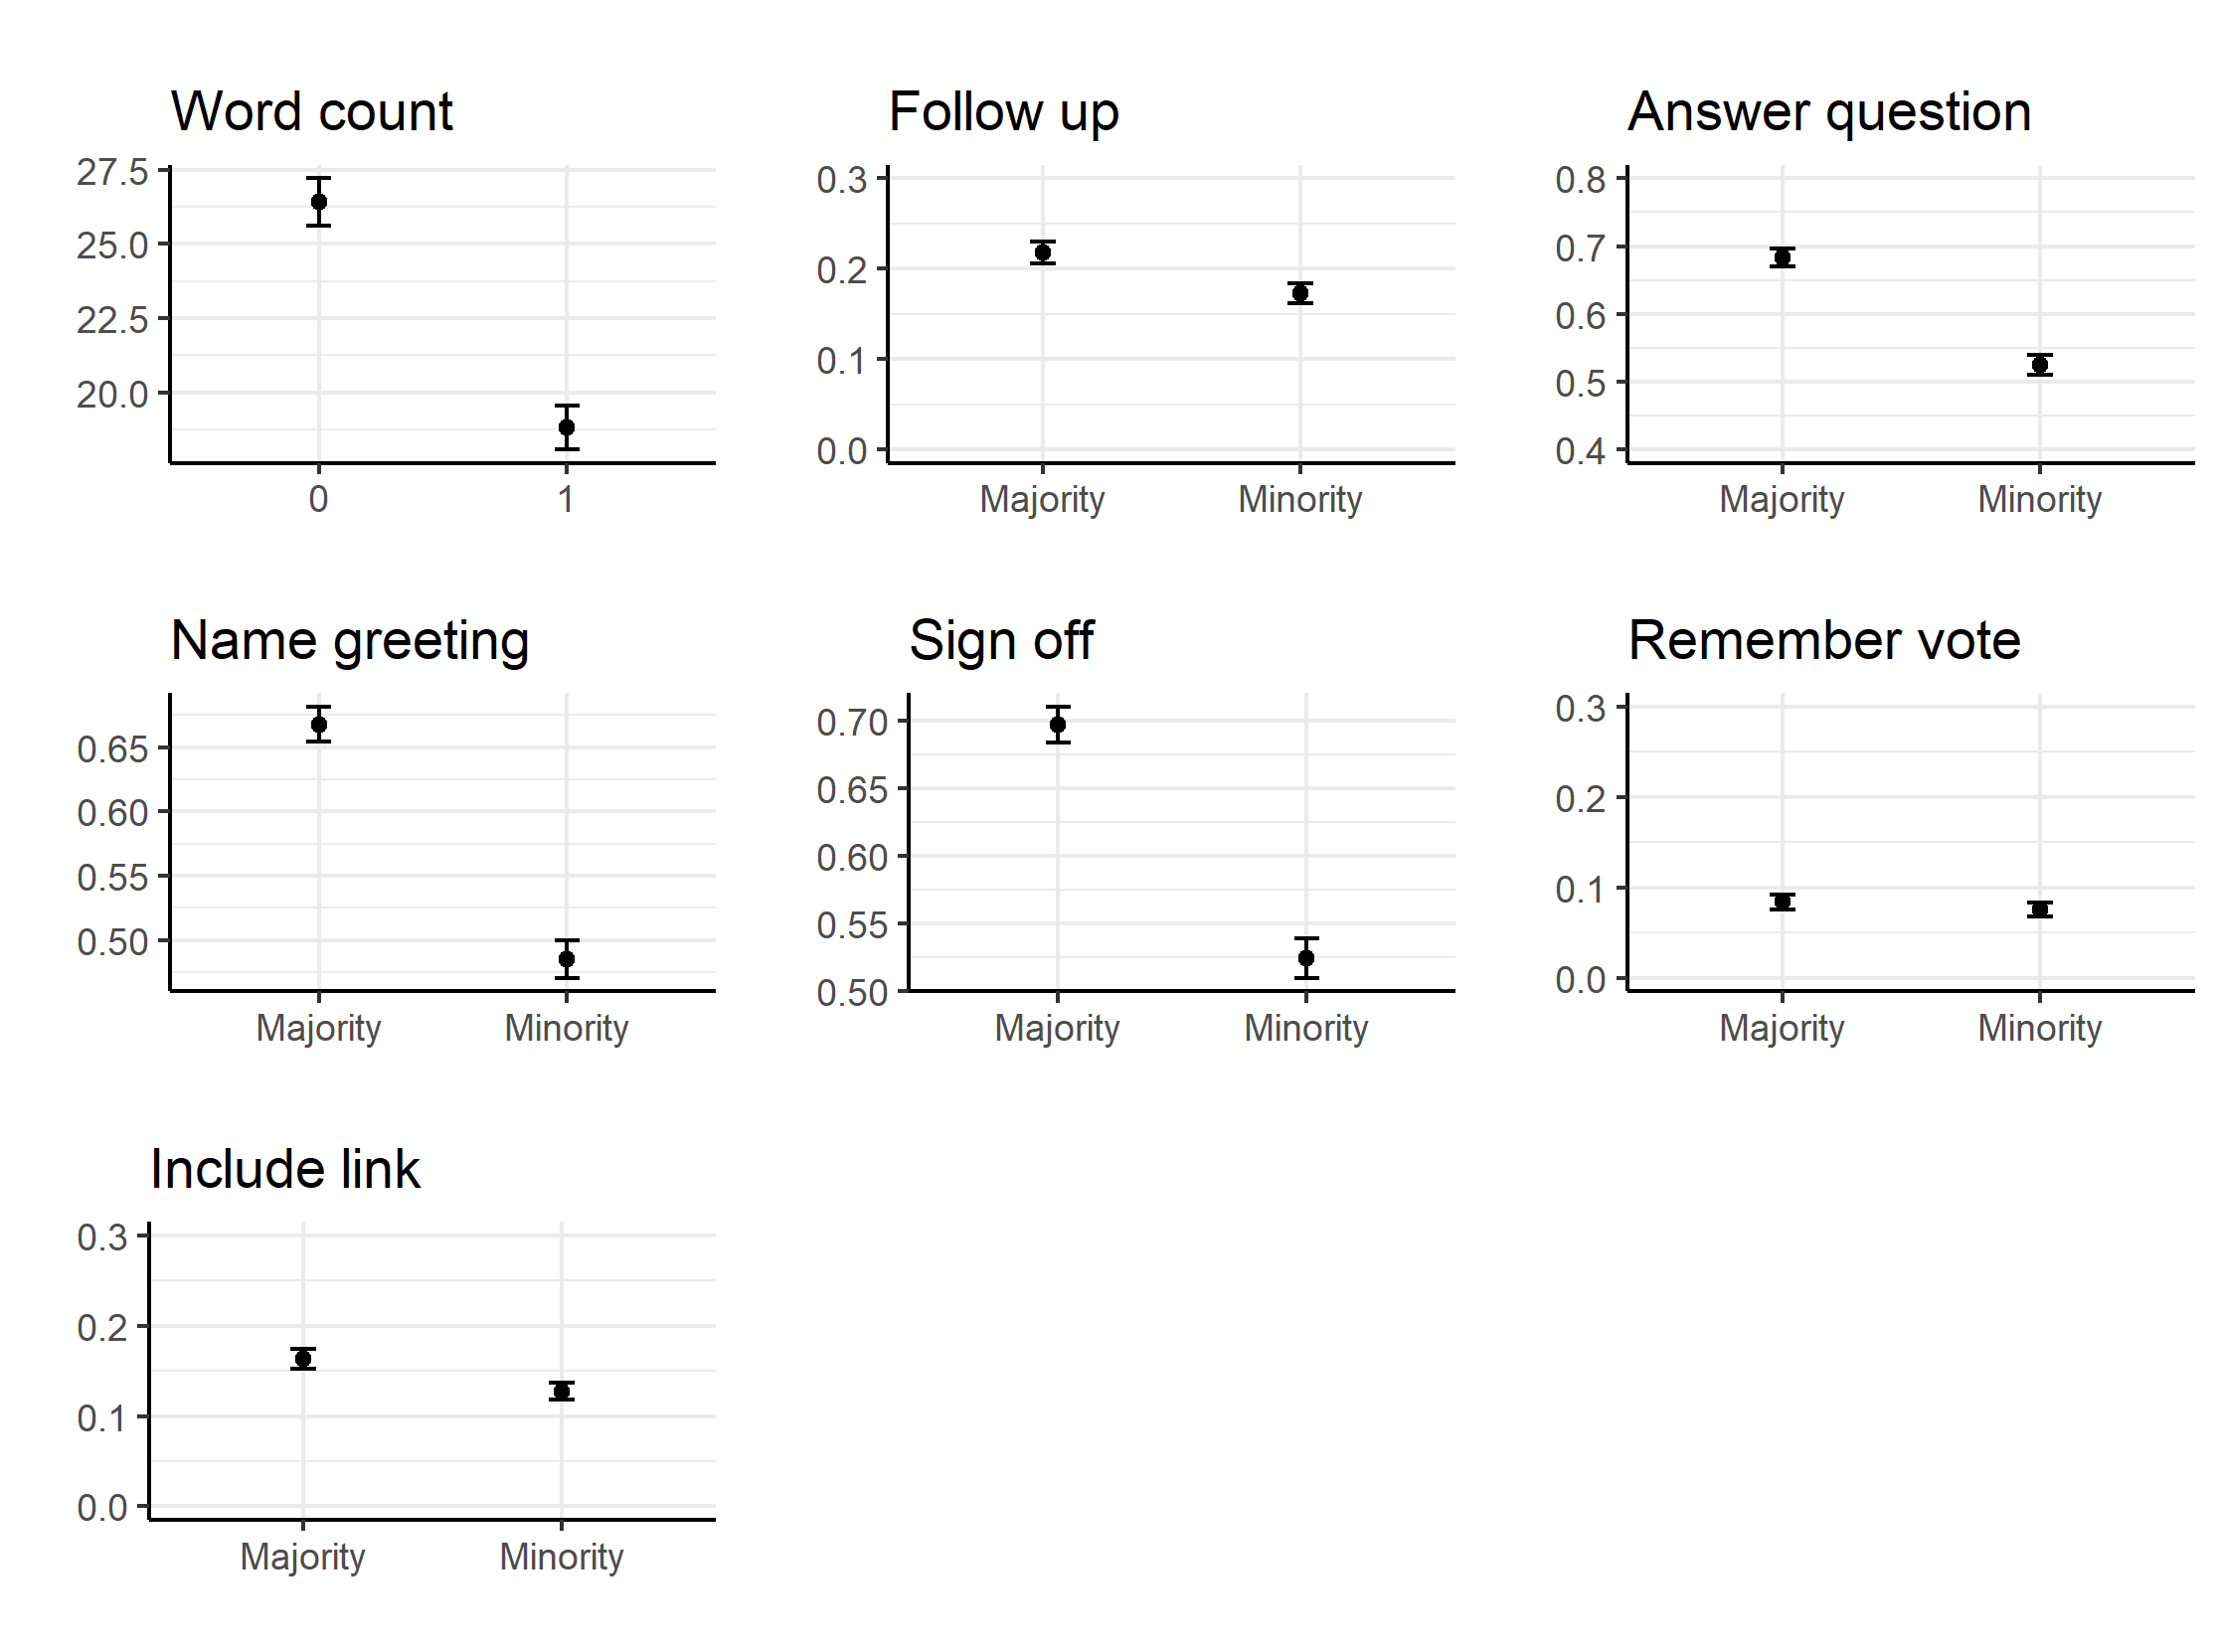 Word count
27.5
25.0
22.5
20.0
0 1
Follow up
0.3
0.2
0.1
0.0
Majority Minority
Answer question
0.8
0.7
0.6
0.5
0.4
Majority Minority
Name greeting
0.65
0.60
0.55
0.50
Majority Minority
Sign off
0.70
0.65
0.60
0.55
0.50
Majority Minority
Remember vote
0.3
0.2
0.1
0.0
Majority Minority
Include link
0.3
0.2
0.1
0.0
Majority Minority